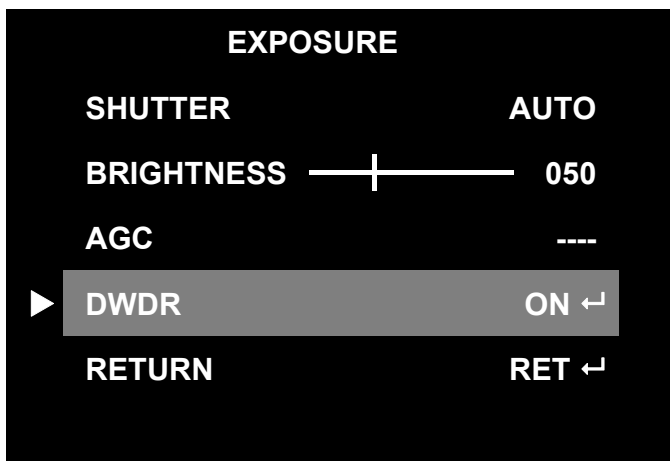 EXPOSURE
SHUTTER AUTO
BRIGHTNESS 050
AGC ----
DWDR ON ↵
RETURN RET ↵